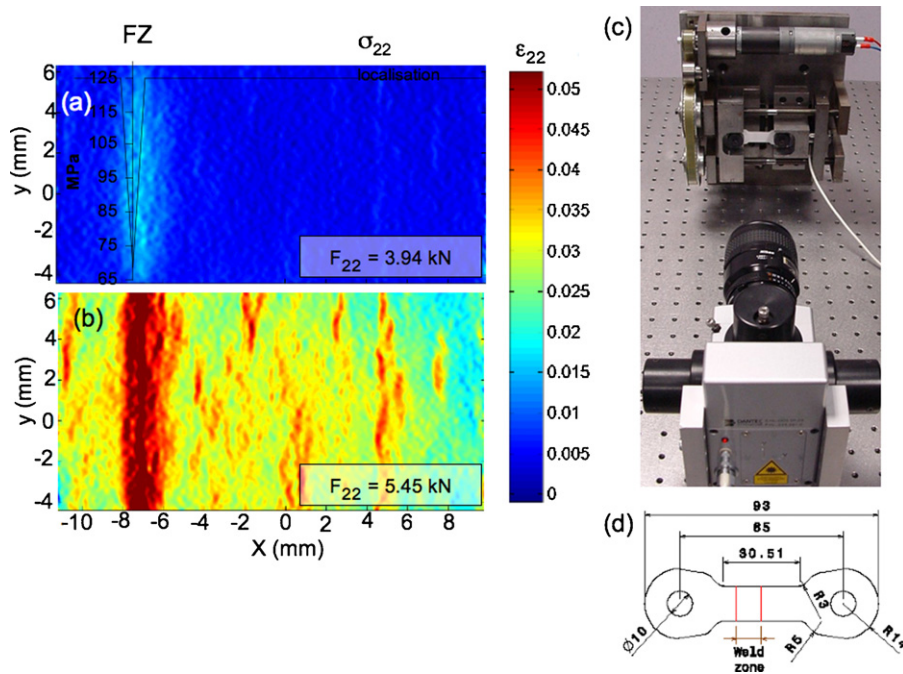 FZ
σ22
ε22
(a)
localisation
F22 = 3.94 kN
MPa
125
115
105
95
85
75
65
y (mm)
6
4
2
0
-2
-4
(b)
F22 = 5.45 kN
y (mm)
6
4
2
0
-2
-4
-10
-8
-6
-4
-2
0
2
4
6
8
X (mm)
0.05
0.045
0.04
0.035
0.03
0.025
0.02
0.015
0.01
0.005
0
(c)
DANTEC
(d)
93
65
30.51
Ø10
R3
R5
R14
Weld
zone